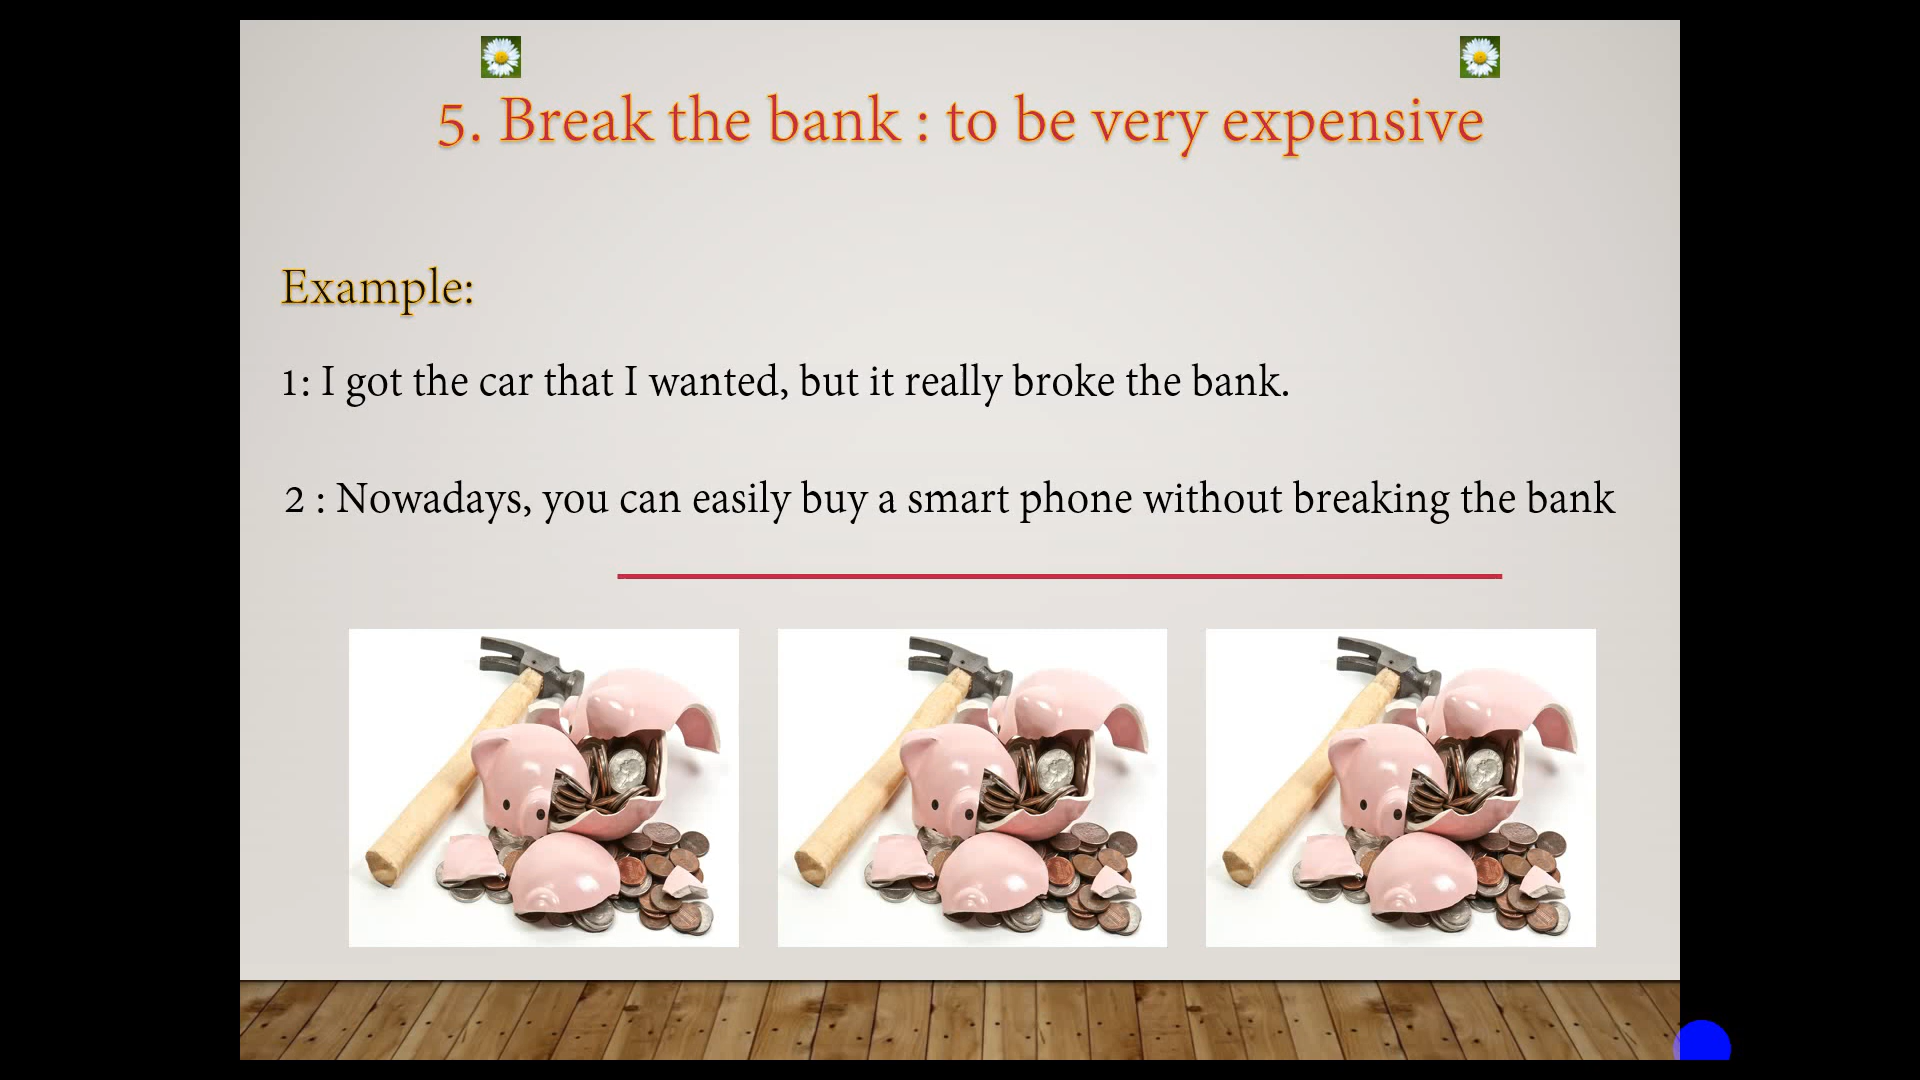 5. Break the bank : to be very expensive
Example:
1: I got the car that I wanted, but it really broke the bank.
2 : Nowadays, you can easily buy a smart phone without breaking the bank